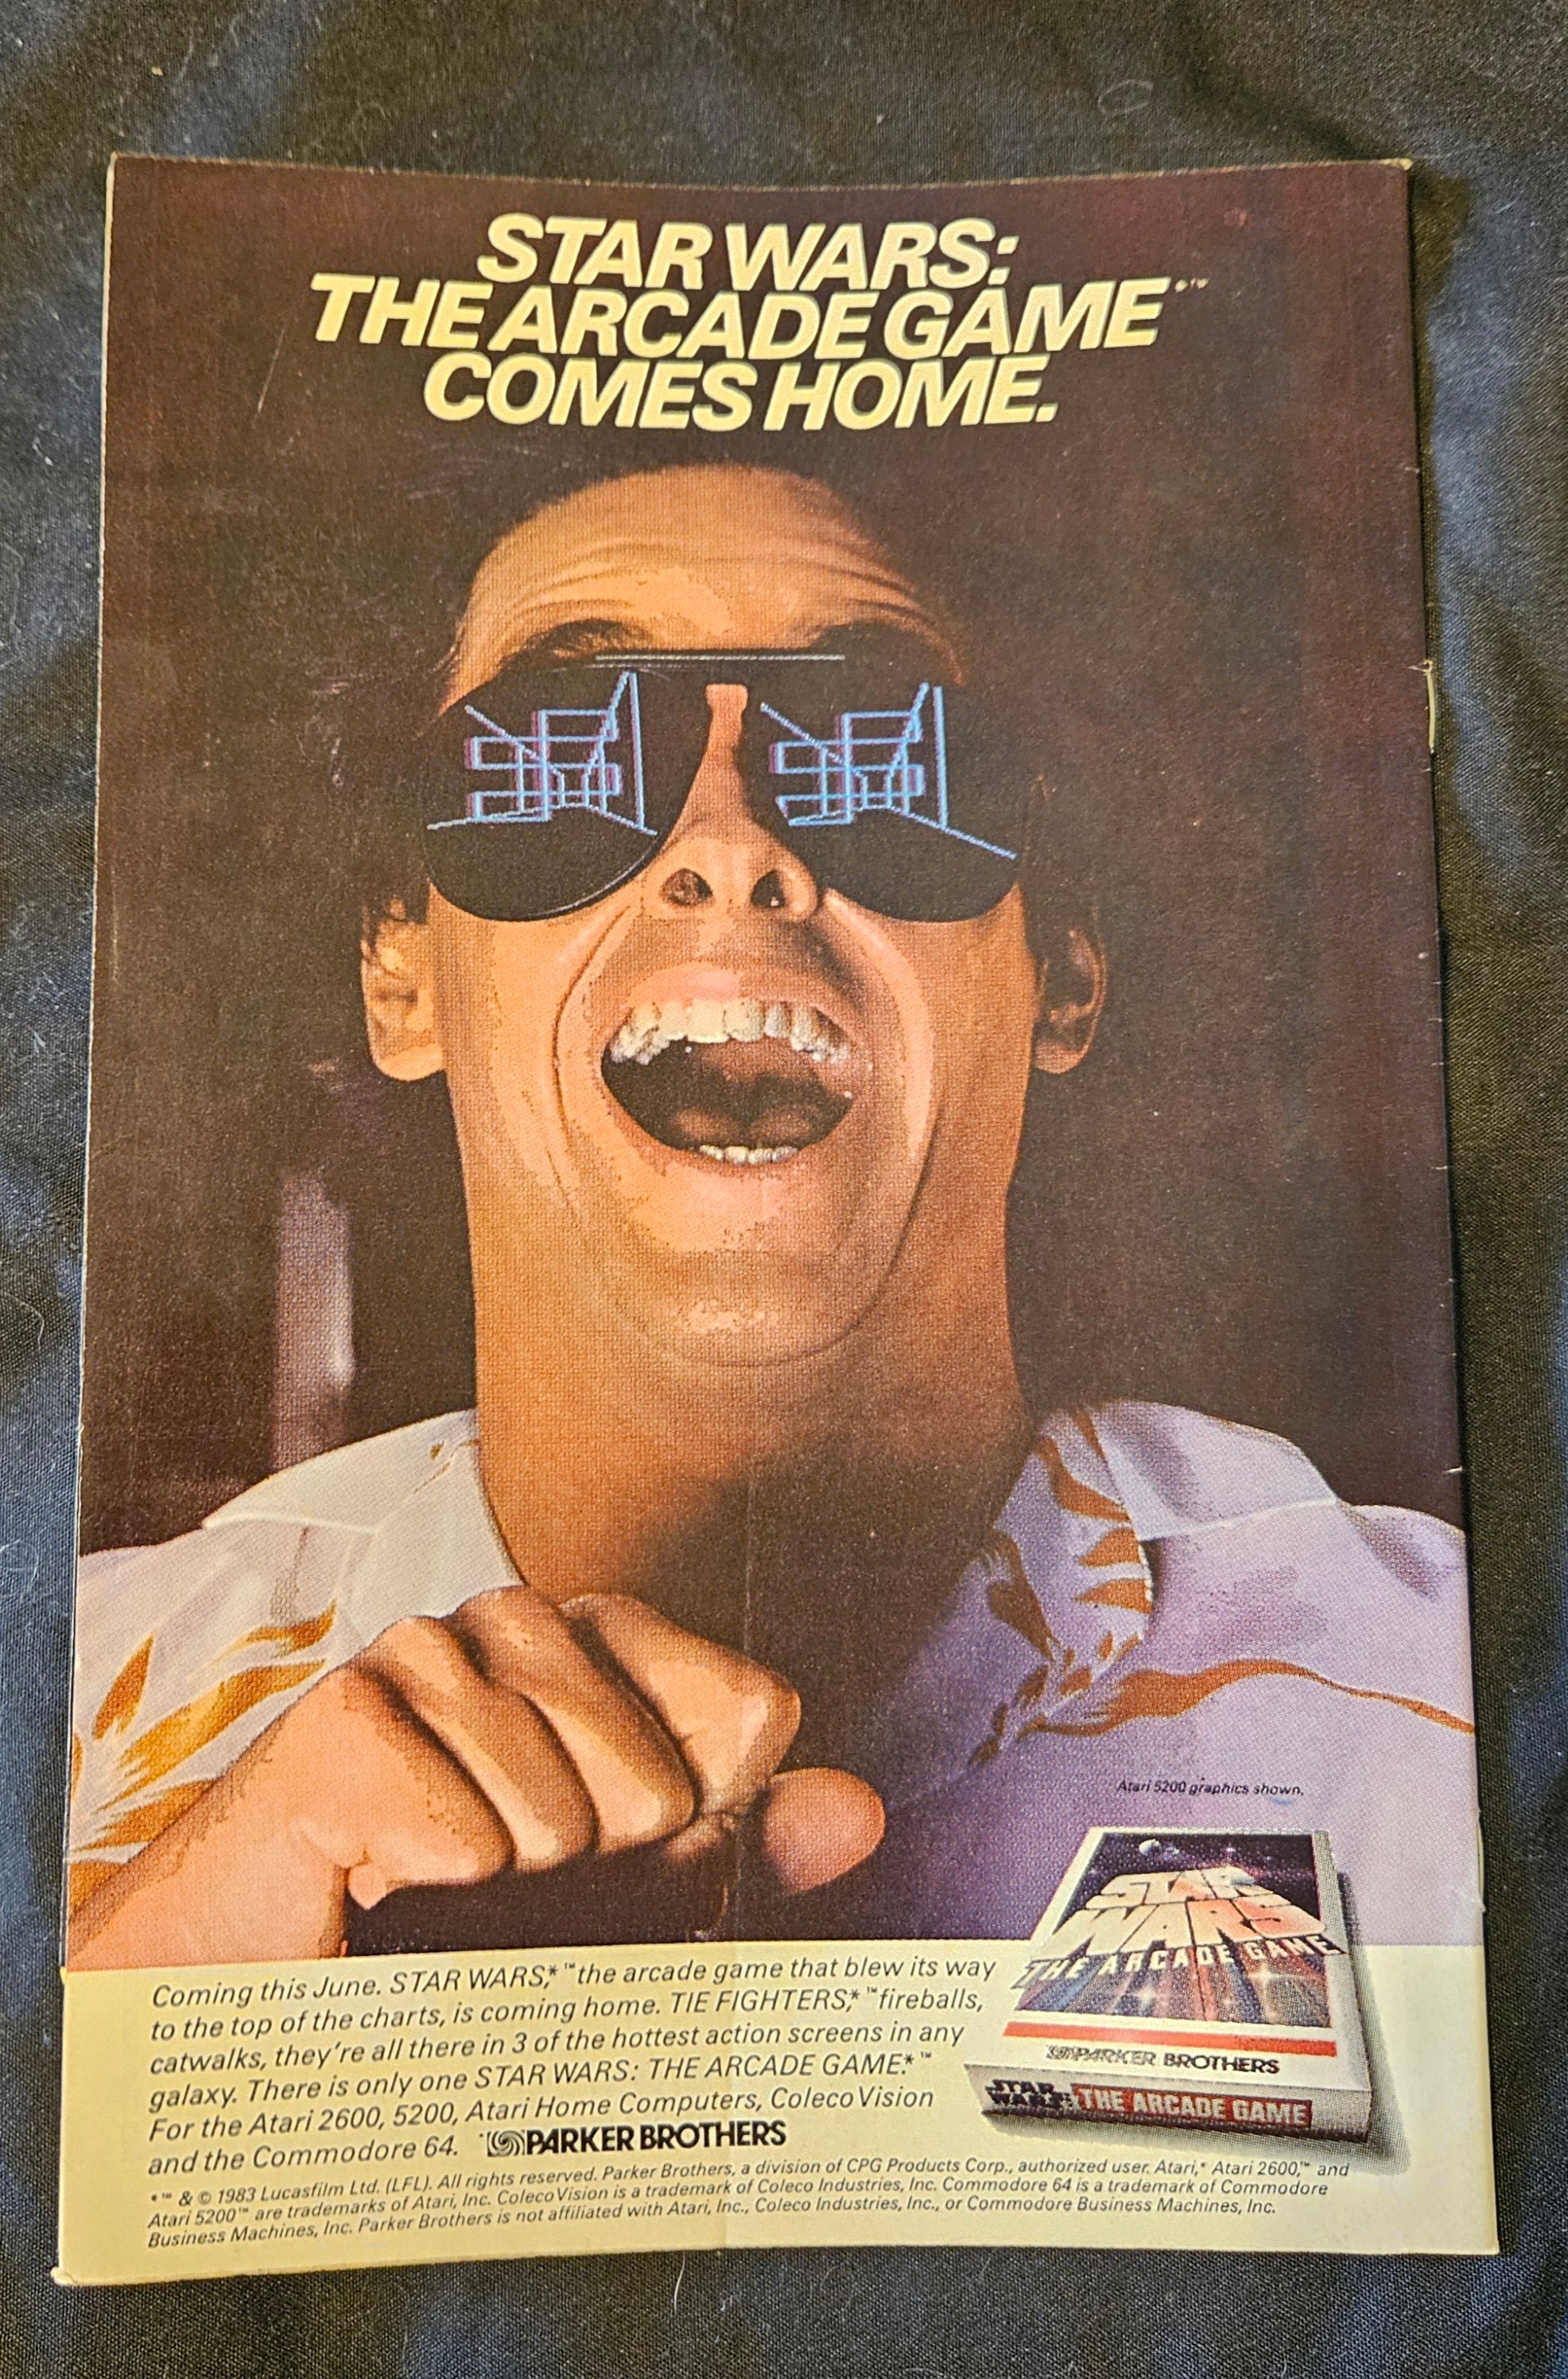 STAR WARS:
THE ARCADE GAME*™
COMES HOME.
Atari 5200 graphics shown.
STAR
WARS
THE ARCADE GAME
PARKER BROTHERS
STAR
WARS
THE ARCADE GAME
Coming this June. STAR WARS,*™ the arcade game that blew its way
to the top of the charts, is coming home. TIE FIGHTERS,*™ fireballs,
catwalks, they're all there in 3 of the hottest action screens in any
galaxy. There is only one STAR WARS: THE ARCADE GAME.*™
For the Atari 2600, 5200, Atari Home Computers, ColecoVision
and the Commodore 64. PARKER BROTHERS
*™ & © 1983 Lucasfilm Ltd. (LFL). All rights reserved. Parker Brothers, a division of CPG Products Corp., authorized user. Atari,* Atari 2600,™ and
Atari 5200™ are trademarks of Atari, Inc. ColecoVision is a trademark of Coleco Industries, Inc. Commodore 64 is a trademark of Commodore
Business Machines, Inc. Parker Brothers is not affiliated with Atari, Inc., Coleco Industries, Inc., or Commodore Business Machines, Inc.